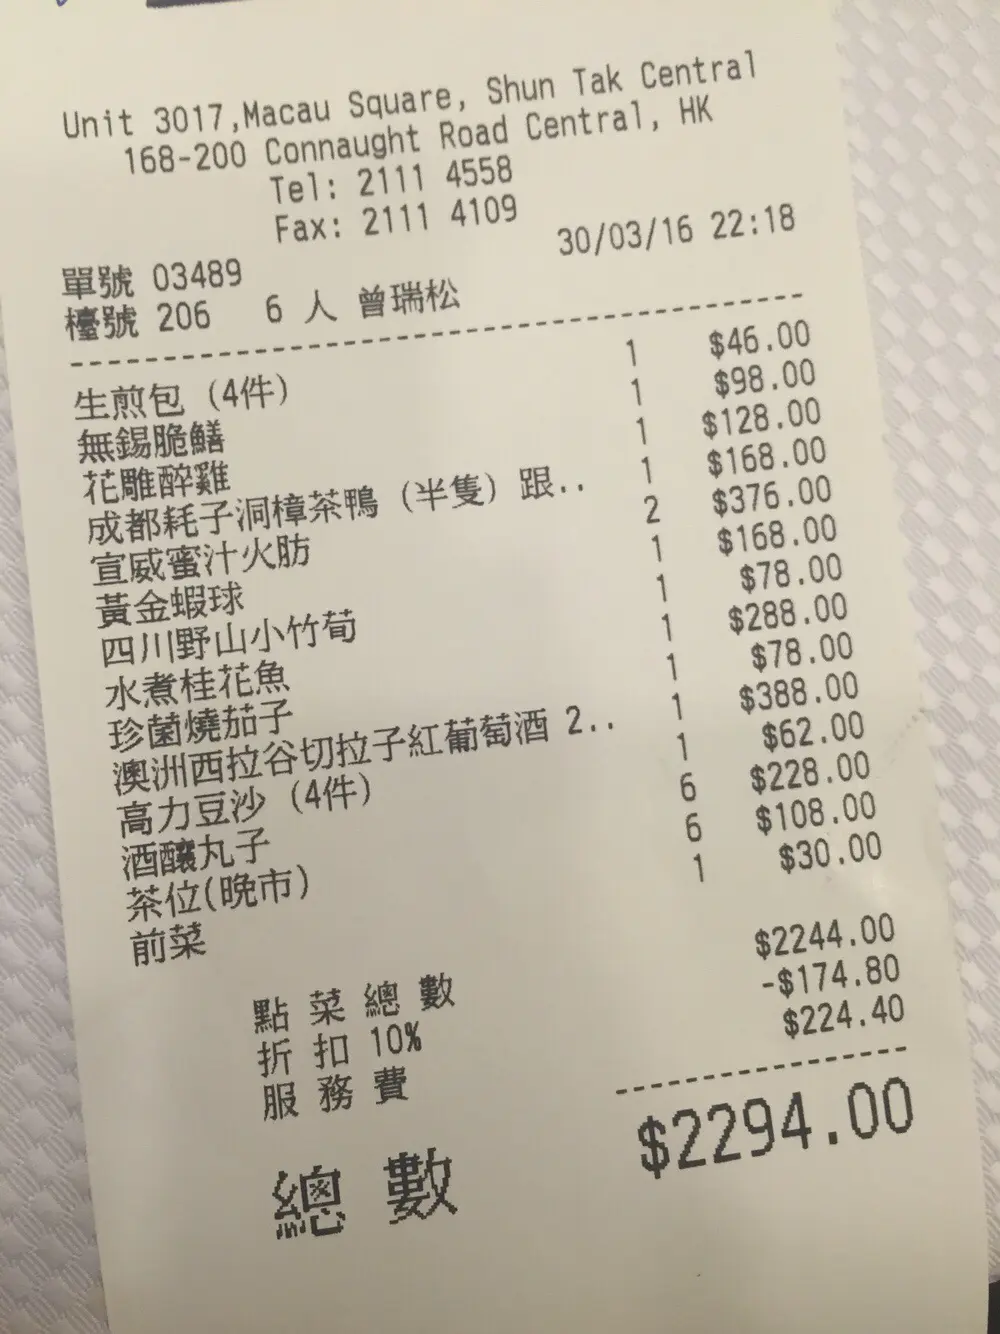 Unit 3017,Macau Square, Shun Tak Central
168-200 Connaught Road Central, HK
Tel: 2111 4558
Fax: 2111 4109
30/03/16 22:18
單號 03489
檯號 206 6 人 曾瑞松
生煎包 (4件) 1 $46.00
無錫脆鱔 1 $98.00
花雕醉雞 1 $128.00
成都耗子洞樟茶鴨 (半隻) 跟.. 1 $168.00
宣威蜜汁火肪 2 $376.00
黃金蝦球 1 $168.00
四川野山小竹荀 1 $78.00
水煮桂花魚 1 $288.00
珍菌燒茄子 1 $78.00
澳洲西拉谷切拉子紅葡萄酒 2.. 1 $388.00
高力豆沙 (4件) 1 $62.00
酒釀丸子 6 $228.00
茶位(晚市) 6 $108.00
前菜 1 $30.00
點菜總數 $2244.00
折扣 10% -$174.80
服務費 $224.40
總數 $2294.00